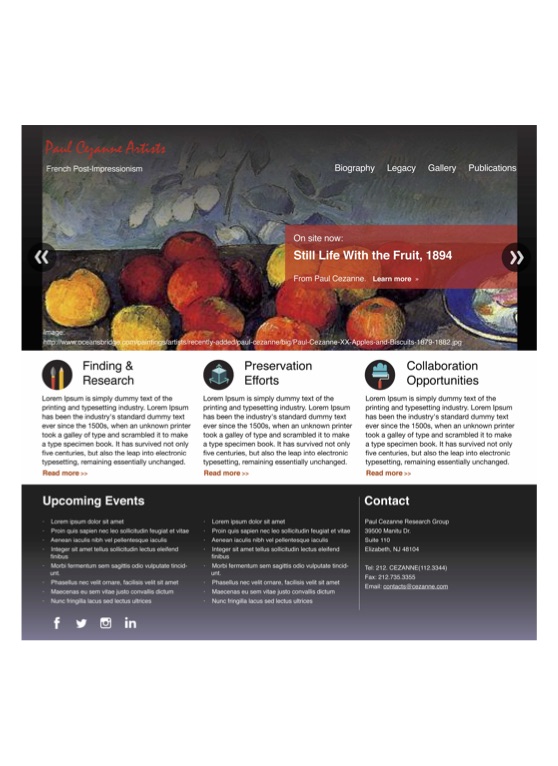 Paul Cezanne Artists
French Post-Impressionism
Biography Legacy Gallery Publications
On site now:
Still Life With the Fruit, 1894
From Paul Cezanne. Learn more »
Image:
http://www.oceansbridge.com/paintings/artists/recently-added/paul-cezanne/big/Paul-Cezanne-XX-Apples-and-Biscuits-1879-1882.jpg
Finding &
Research
Lorem Ipsum is simply dummy text of the
printing and typesetting industry. Lorem Ipsum
has been the industry's standard dummy text
ever since the 1500s, when an unknown printer
took a galley of type and scrambled it to make
a type specimen book. It has survived not only
five centuries, but also the leap into electronic
typesetting, remaining essentially unchanged.
Read more >>
Preservation
Efforts
Lorem Ipsum is simply dummy text of the
printing and typesetting industry. Lorem Ipsum
has been the industry's standard dummy text
ever since the 1500s, when an unknown printer
took a galley of type and scrambled it to make
a type specimen book. It has survived not only
five centuries, but also the leap into electronic
typesetting, remaining essentially unchanged.
Read more >>
Collaboration
Opportunities
Lorem Ipsum is simply dummy text of the
printing and typesetting industry. Lorem Ipsum
has been the industry's standard dummy text
ever since the 1500s, when an unknown printer
took a galley of type and scrambled it to make
a type specimen book. It has survived not only
five centuries, but also the leap into electronic
typesetting, remaining essentially unchanged.
Read more >>
Upcoming Events
· Lorem ipsum dolor sit amet
· Proin quis sapien nec leo sollicitudin feugiat et vitae
· Aenean iaculis nibh vel pellentesque iaculis
· Integer sit amet tellus sollicitudin lectus eleifend
finibus
· Morbi fermentum sem sagittis odio vulputate tincid-
unt.
· Phasellus nec velit ornare, facilisis velit sit amet
· Maecenas eu sem vitae justo convallis dictum
· Nunc fringilla lacus sed lectus ultrices
· Lorem ipsum dolor sit amet
· Proin quis sapien nec leo sollicitudin feugiat et vitae
· Aenean iaculis nibh vel pellentesque iaculis
· Integer sit amet tellus sollicitudin lectus eleifend
finibus
· Morbi fermentum sem sagittis odio vulputate tincid-
unt.
· Phasellus nec velit ornare, facilisis velit sit amet
· Maecenas eu sem vitae justo convallis dictum
· Nunc fringilla lacus sed lectus ultrices
Contact
Paul Cezanne Research Group
39500 Manitu Dr.
Suite 110
Elizabeth, NJ 48104
Tel: 212. CEZANNE(112.3344)
Fax: 212.735.3355
Email: contacts@cezanne.com